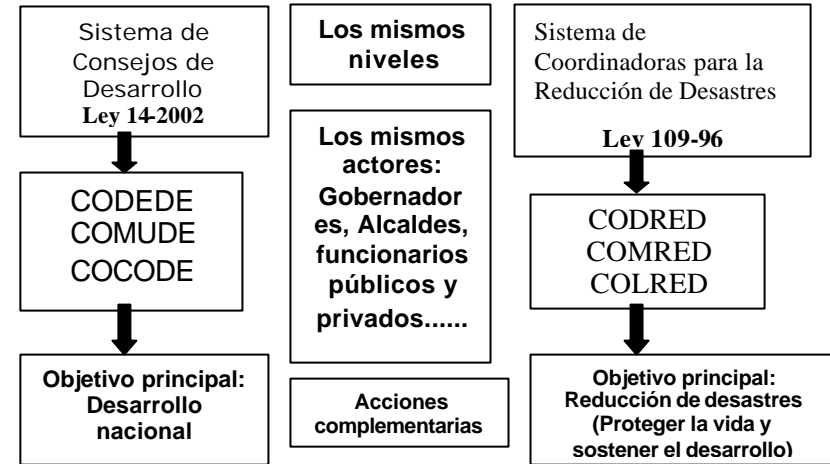 Sistema de
Consejos de
Desarrollo
Ley 14-2002
CODEDE
COMUDE
COCODE
Objetivo principal:
Desarrollo
nacional
Los mismos
niveles
Los mismos
actores:
Gobernador
es, Alcaldes,
funcionarios
públicos y
privados......
Acciones
complementarias
Sistema de
Coordinadoras para la
Reducción de Desastres
Ley 109-96
CODRED
COMRED
COLRED
Objetivo principal:
Reducción de desastres
(Proteger la vida y
sostener el desarrollo)